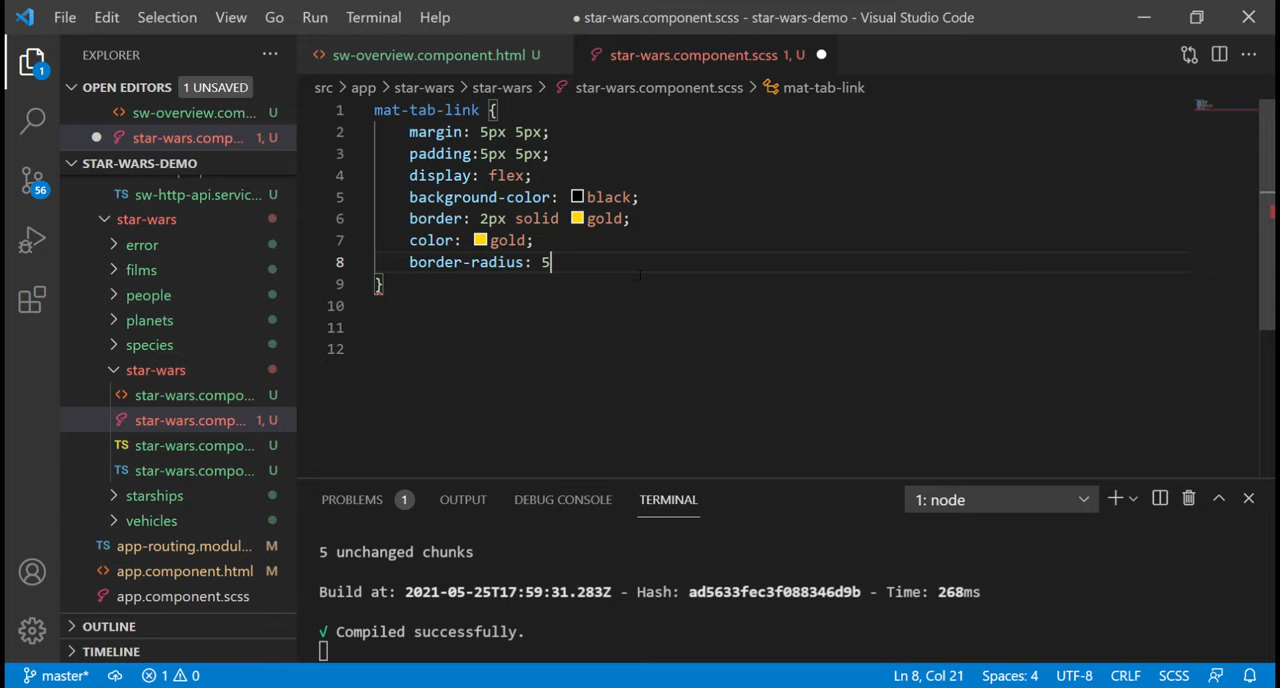 File Edit Selection View Go Run Terminal Help ● star-wars.component.scss - star-wars-demo - Visual Studio Code
EXPLORER ···
sw-overview.component.html U
star-wars.component.scss 1, U ●
1
OPEN EDITORS 1 UNSAVED
src > app > star-wars > star-wars > star-wars.component.scss > mat-tab-link
sw-overview.com... U
star-wars.comp... 1, U
STAR-WARS-DEMO
TS sw-http-api.servic... U
star-wars
error
films
people
planets
species
star-wars
star-wars.compo... U
star-wars.comp... 1, U
TS star-wars.compo... U
TS star-wars.compo... U
starships
vehicles
TS app-routing.modul... M
app.component.html M
app.component.scss
OUTLINE
TIMELINE
56
1 mat-tab-link {
2 margin: 5px 5px;
3 padding:5px 5px;
4 display: flex;
5 background-color: black;
6 border: 2px solid gold;
7 color: gold;
8 border-radius: 5
9 }
10
11
12
PROBLEMS 1 OUTPUT DEBUG CONSOLE TERMINAL 1: node
5 unchanged chunks
Build at: 2021-05-25T17:59:31.283Z - Hash: ad5633fec3f088346d9b - Time: 268ms
√ Compiled successfully.
master* 1 0 Ln 8, Col 21 Spaces: 4 UTF-8 CRLF SCSS